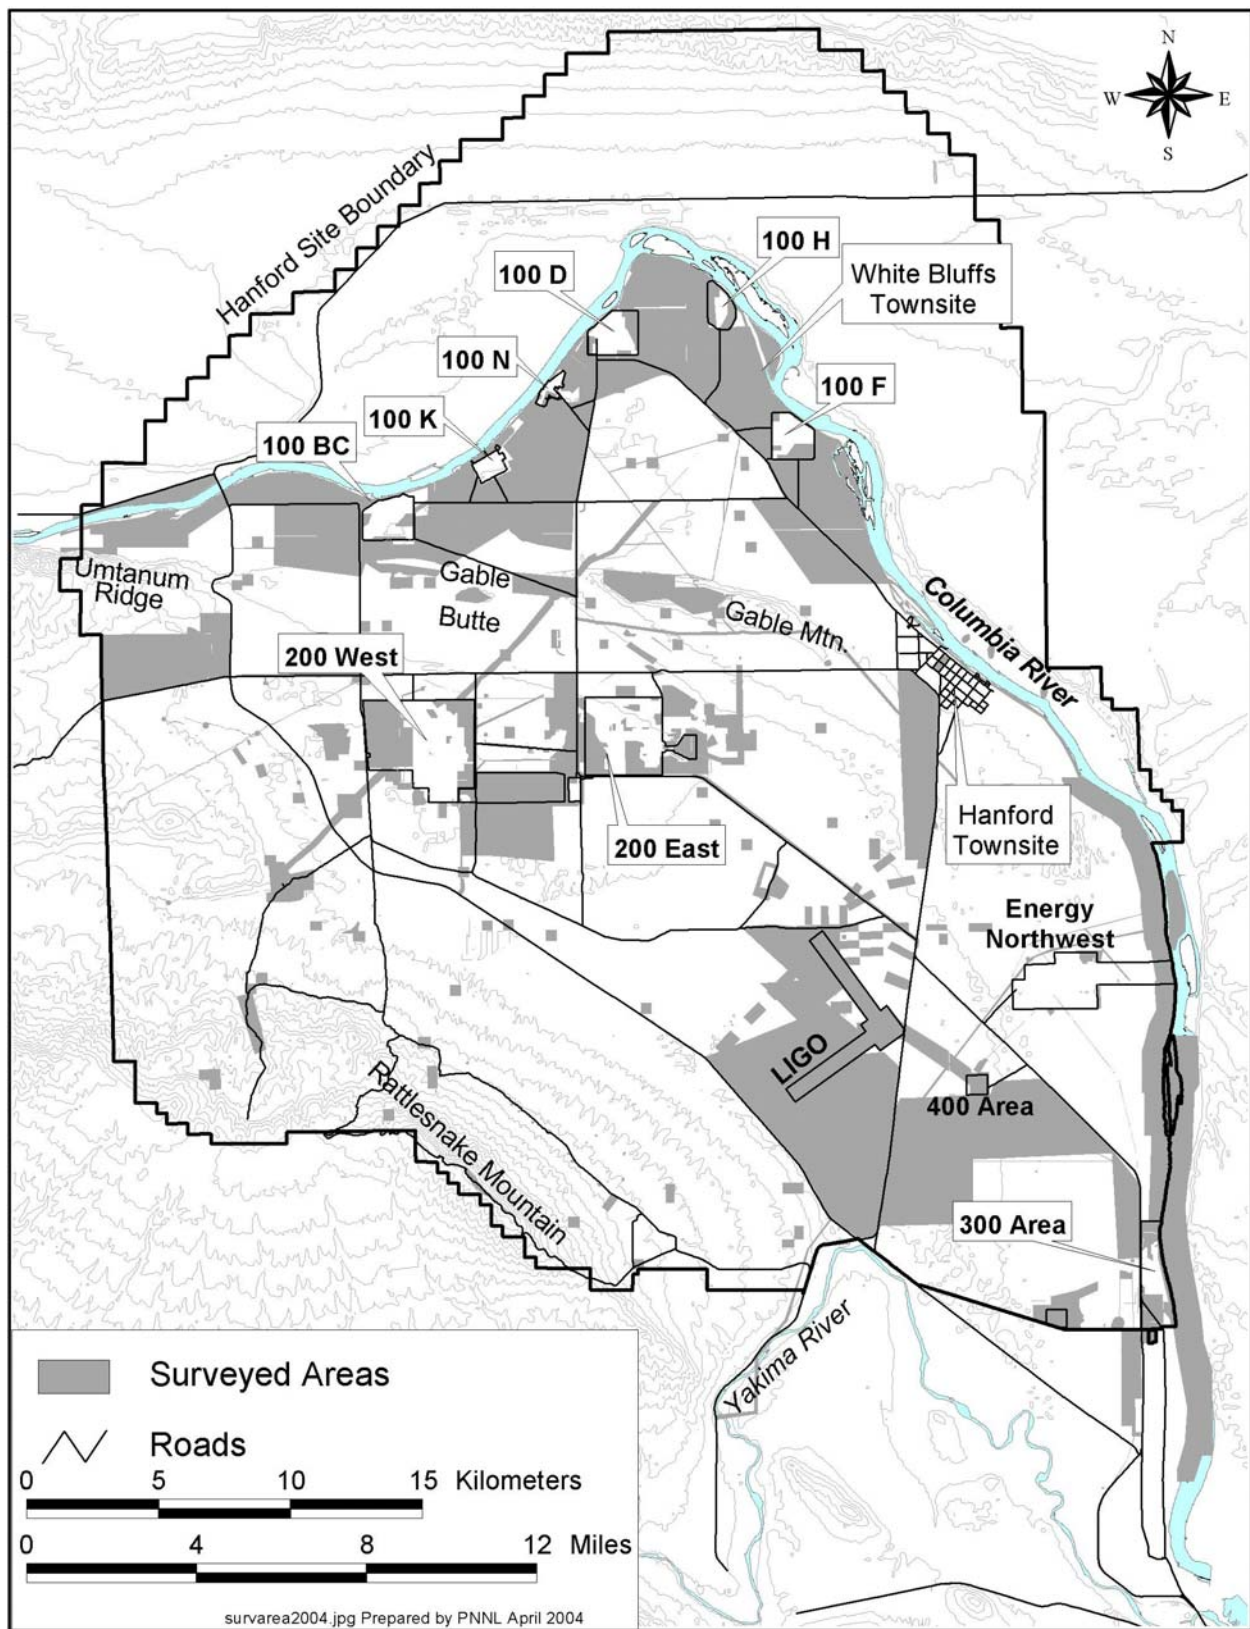 N
W E
S
Hanford Site Boundary
100 H
100 D
White Bluffs
Townsite
100 N
100 F
100 K
100 BC
Umtanum
Ridge
Gable
Butte
Gable Mtn.
Columbia River
200 West
Hanford
Townsite
200 East
Energy
Northwest
LIGO
400 Area
Rattlesnake Mountain
300 Area
Yakima River
Surveyed Areas
Roads
0 5 10 15 Kilometers
0 4 8 12 Miles
survarea2004.jpg Prepared by PNNL April 2004